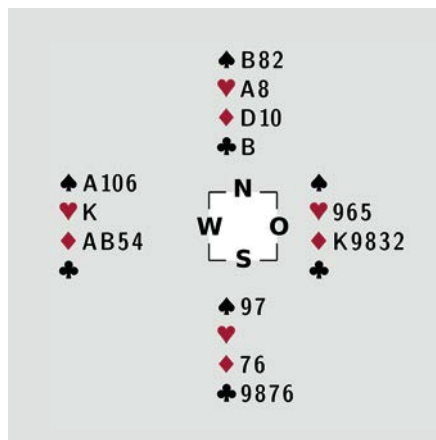 ♠ B82
♥ A8
♦ D10
♣ B
♠ A106
♥ K
♦ AB54
♣
N
W O
S
♠
♥ 965
♦ K9832
♣
♠ 97
♥
♦ 76
♣ 9876